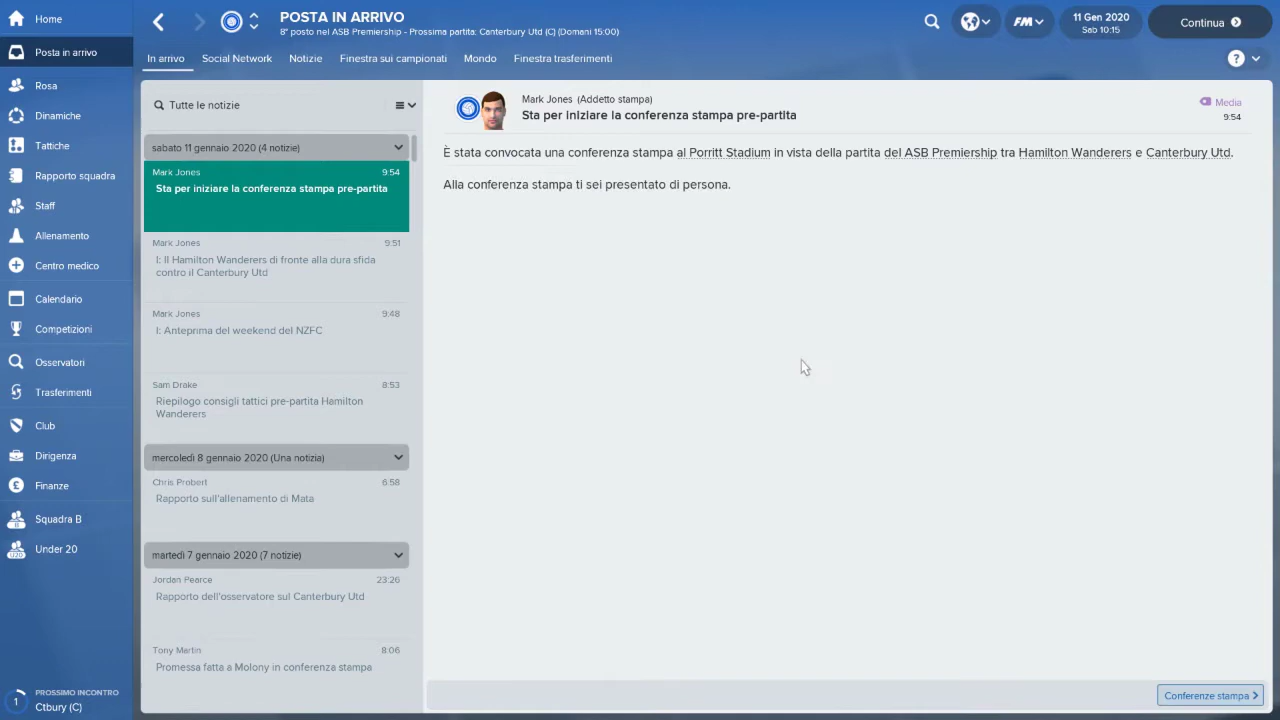 Home
Posta in arrivo
Rosa
Dinamiche
Tattiche
Rapporto squadra
Staff
Allenamento
Centro medico
Calendario
Competizioni
Osservatori
Trasferimenti
Club
Dirigenza
Finanze
Squadra B
Under 20
PROSSIMO INCONTRO
1
Ctbury (C)
POSTA IN ARRIVO
8° posto nel ASB Premiership - Prossima partita: Canterbury Utd (C) (Domani 15:00)
FM
11 Gen 2020
Sab 10:15
Continua
In arrivo
Social Network
Notizie
Finestra sui campionati
Mondo
Finestra trasferimenti
?
Tutte le notizie
sabato 11 gennaio 2020 (4 notizie)
Mark Jones 9:54
Sta per iniziare la conferenza stampa pre-partita
Mark Jones 9:51
I: Il Hamilton Wanderers di fronte alla dura sfida
contro il Canterbury Utd
Mark Jones 9:48
I: Anteprima del weekend del NZFC
Sam Drake 8:53
Riepilogo consigli tattici pre-partita Hamilton
Wanderers
mercoledì 8 gennaio 2020 (Una notizia)
Chris Probert 6:58
Rapporto sull'allenamento di Mata
martedì 7 gennaio 2020 (7 notizie)
Jordan Pearce 23:26
Rapporto dell'osservatore sul Canterbury Utd
Tony Martin 8:06
Promessa fatta a Molony in conferenza stampa
Mark Jones (Addetto stampa)
Sta per iniziare la conferenza stampa pre-partita
Media
9:54
È stata convocata una conferenza stampa al Porritt Stadium in vista della partita del ASB Premiership tra Hamilton Wanderers e Canterbury Utd.
Alla conferenza stampa ti sei presentato di persona.
Conferenze stampa